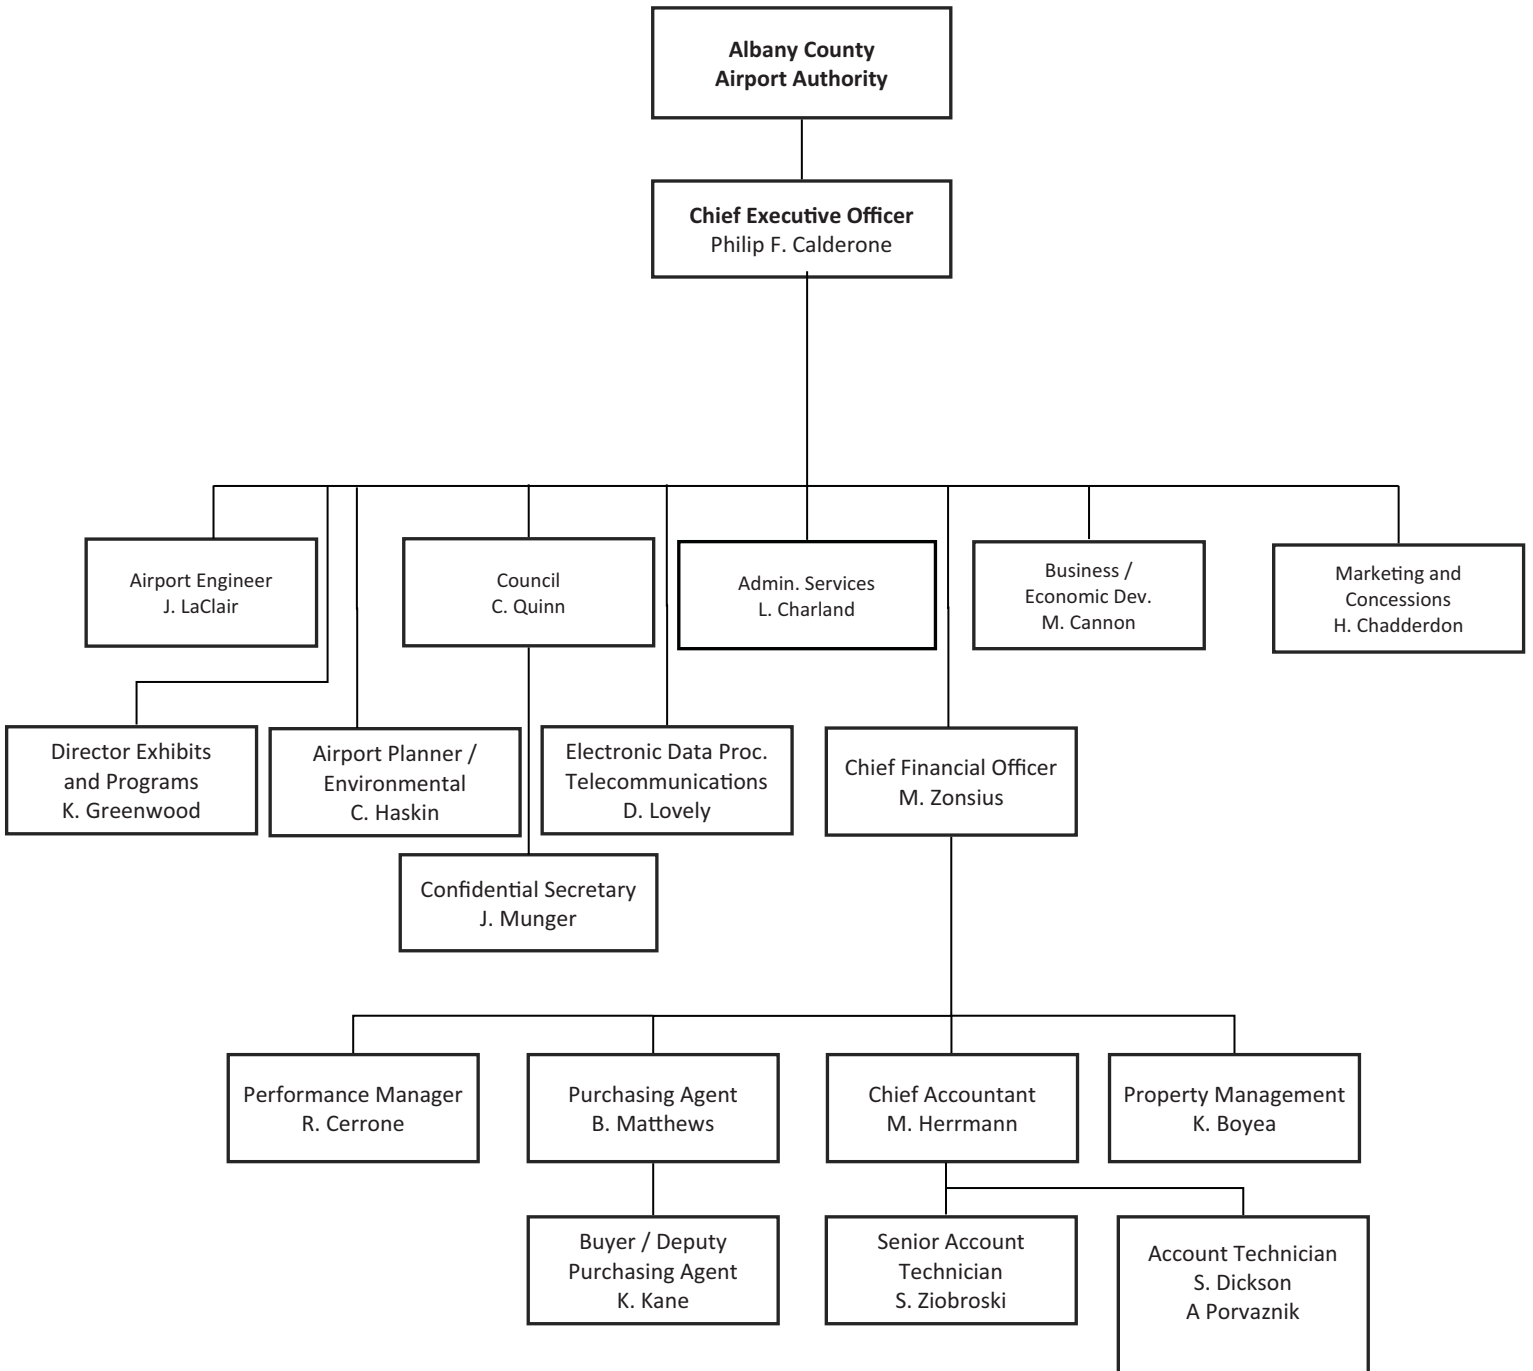 Albany County
Airport Authority
Chief Executive Officer
Philip F. Calderone
Airport Engineer
J. LaClair
Council
C. Quinn
Admin. Services
L. Charland
Business /
Economic Dev.
M. Cannon
Marketing and
Concessions
H. Chadderdon
Director Exhibits
and Programs
K. Greenwood
Airport Planner /
Environmental
C. Haskin
Electronic Data Proc.
Telecommunications
D. Lovely
Chief Financial Officer
M. Zonsius
Confidential Secretary
J. Munger
Performance Manager
R. Cerrone
Purchasing Agent
B. Matthews
Chief Accountant
M. Herrmann
Property Management
K. Boyea
Buyer / Deputy
Purchasing Agent
K. Kane
Senior Account
Technician
S. Ziobroski
Account Technician
S. Dickson
A Porvaznik